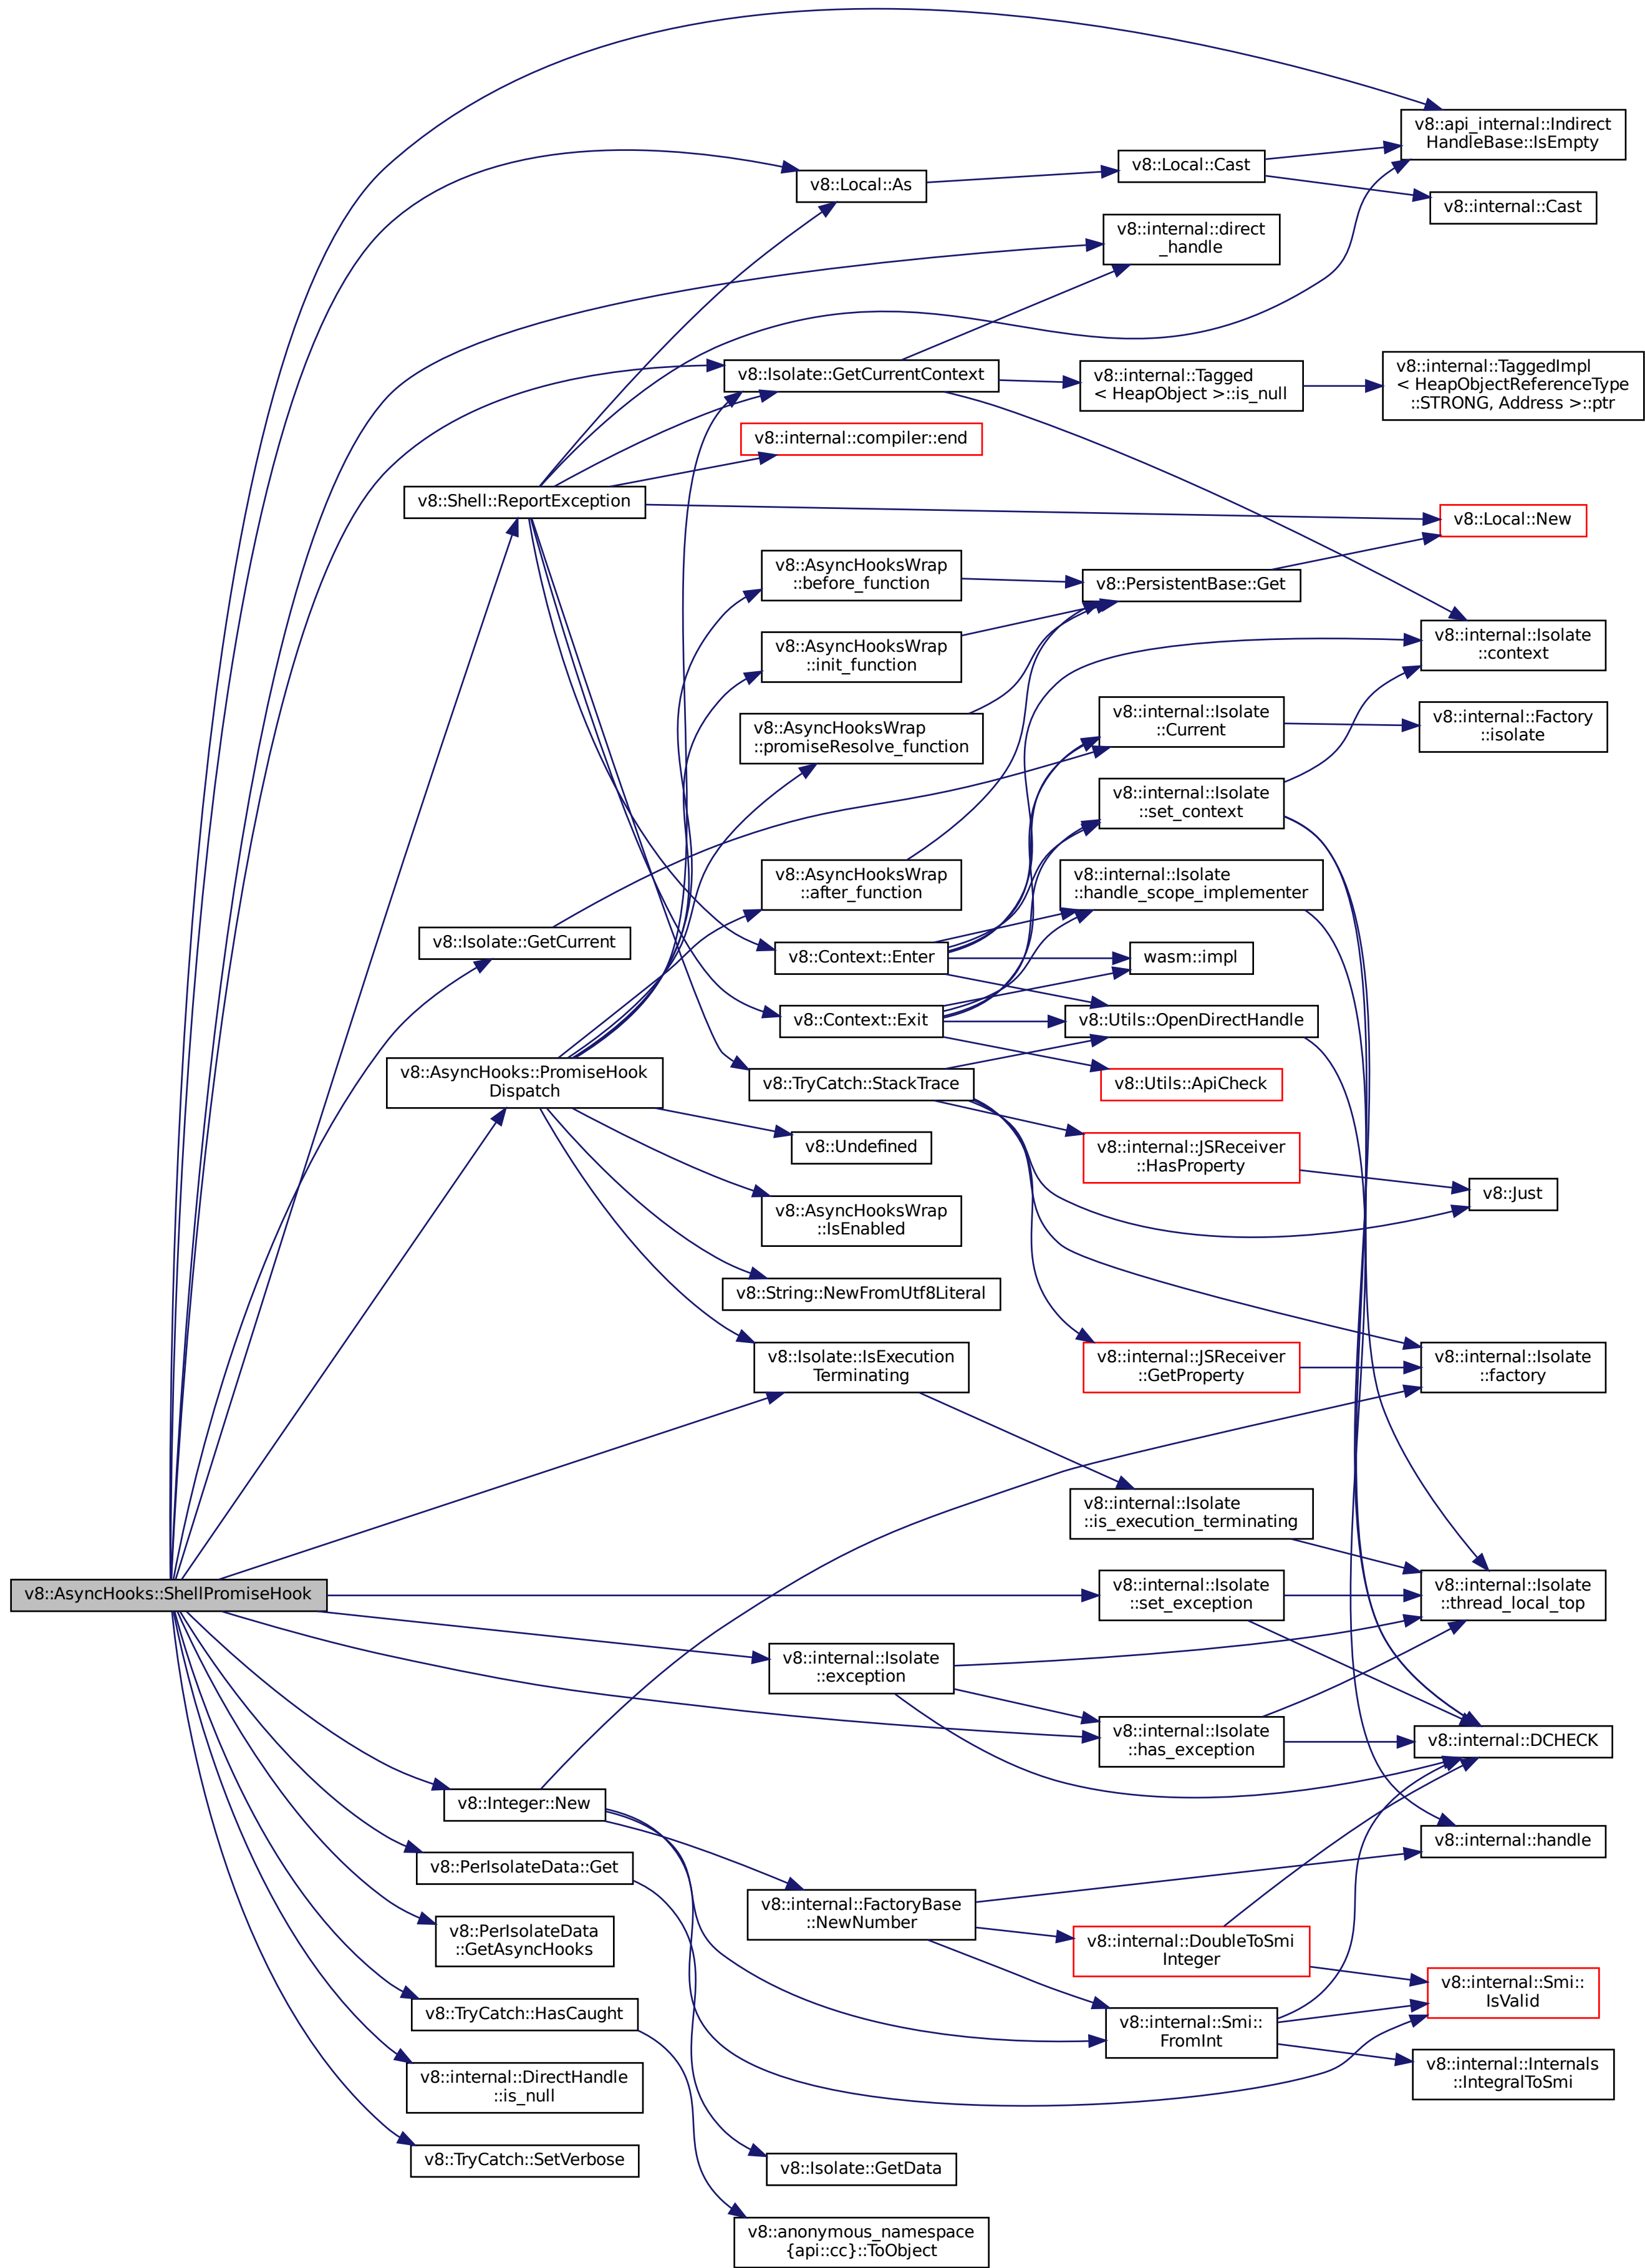 v8::api_internal::Indirect
HandleBase::IsEmpty
v8::Local::Cast
v8::Local::As
v8::internal::Cast
v8::internal::direct
_handle
v8::Isolate::GetCurrentContext
v8::internal::Tagged
< HeapObject >::is_null
v8::internal::TaggedImpl
< HeapObjectReferenceType
::STRONG, Address >::ptr
v8::internal::compiler::end
v8::Shell::ReportException
v8::Local::New
v8::AsyncHooksWrap
::before_function
v8::PersistentBase::Get
v8::AsyncHooksWrap
::init_function
v8::internal::Isolate
::context
v8::AsyncHooksWrap
::promiseResolve_function
v8::internal::Isolate
::Current
v8::internal::Factory
::isolate
v8::internal::Isolate
::set_context
v8::AsyncHooksWrap
::after_function
v8::internal::Isolate
::handle_scope_implementer
v8::Isolate::GetCurrent
v8::Context::Enter
wasm::impl
v8::Context::Exit
v8::Utils::OpenDirectHandle
v8::AsyncHooks::PromiseHook
Dispatch
v8::TryCatch::StackTrace
v8::Utils::ApiCheck
v8::Undefined
v8::internal::JSReceiver
::HasProperty
v8::Just
v8::AsyncHooksWrap
::IsEnabled
v8::String::NewFromUtf8Literal
v8::Isolate::IsExecution
Terminating
v8::internal::JSReceiver
::GetProperty
v8::internal::Isolate
::factory
v8::internal::Isolate
::is_execution_terminating
v8::AsyncHooks::ShellPromiseHook
v8::internal::Isolate
::set_exception
v8::internal::Isolate
::thread_local_top
v8::internal::Isolate
::exception
v8::internal::Isolate
::has_exception
v8::internal::DCHECK
v8::Integer::New
v8::internal::handle
v8::PerIsolateData::Get
v8::internal::FactoryBase
::NewNumber
v8::PerIsolateData
::GetAsyncHooks
v8::internal::DoubleToSmi
Integer
v8::internal::Smi::
IsValid
v8::TryCatch::HasCaught
v8::internal::Smi::
FromInt
v8::internal::DirectHandle
::is_null
v8::internal::Internals
::IntegralToSmi
v8::TryCatch::SetVerbose
v8::Isolate::GetData
v8::anonymous_namespace
{api::cc}::ToObject